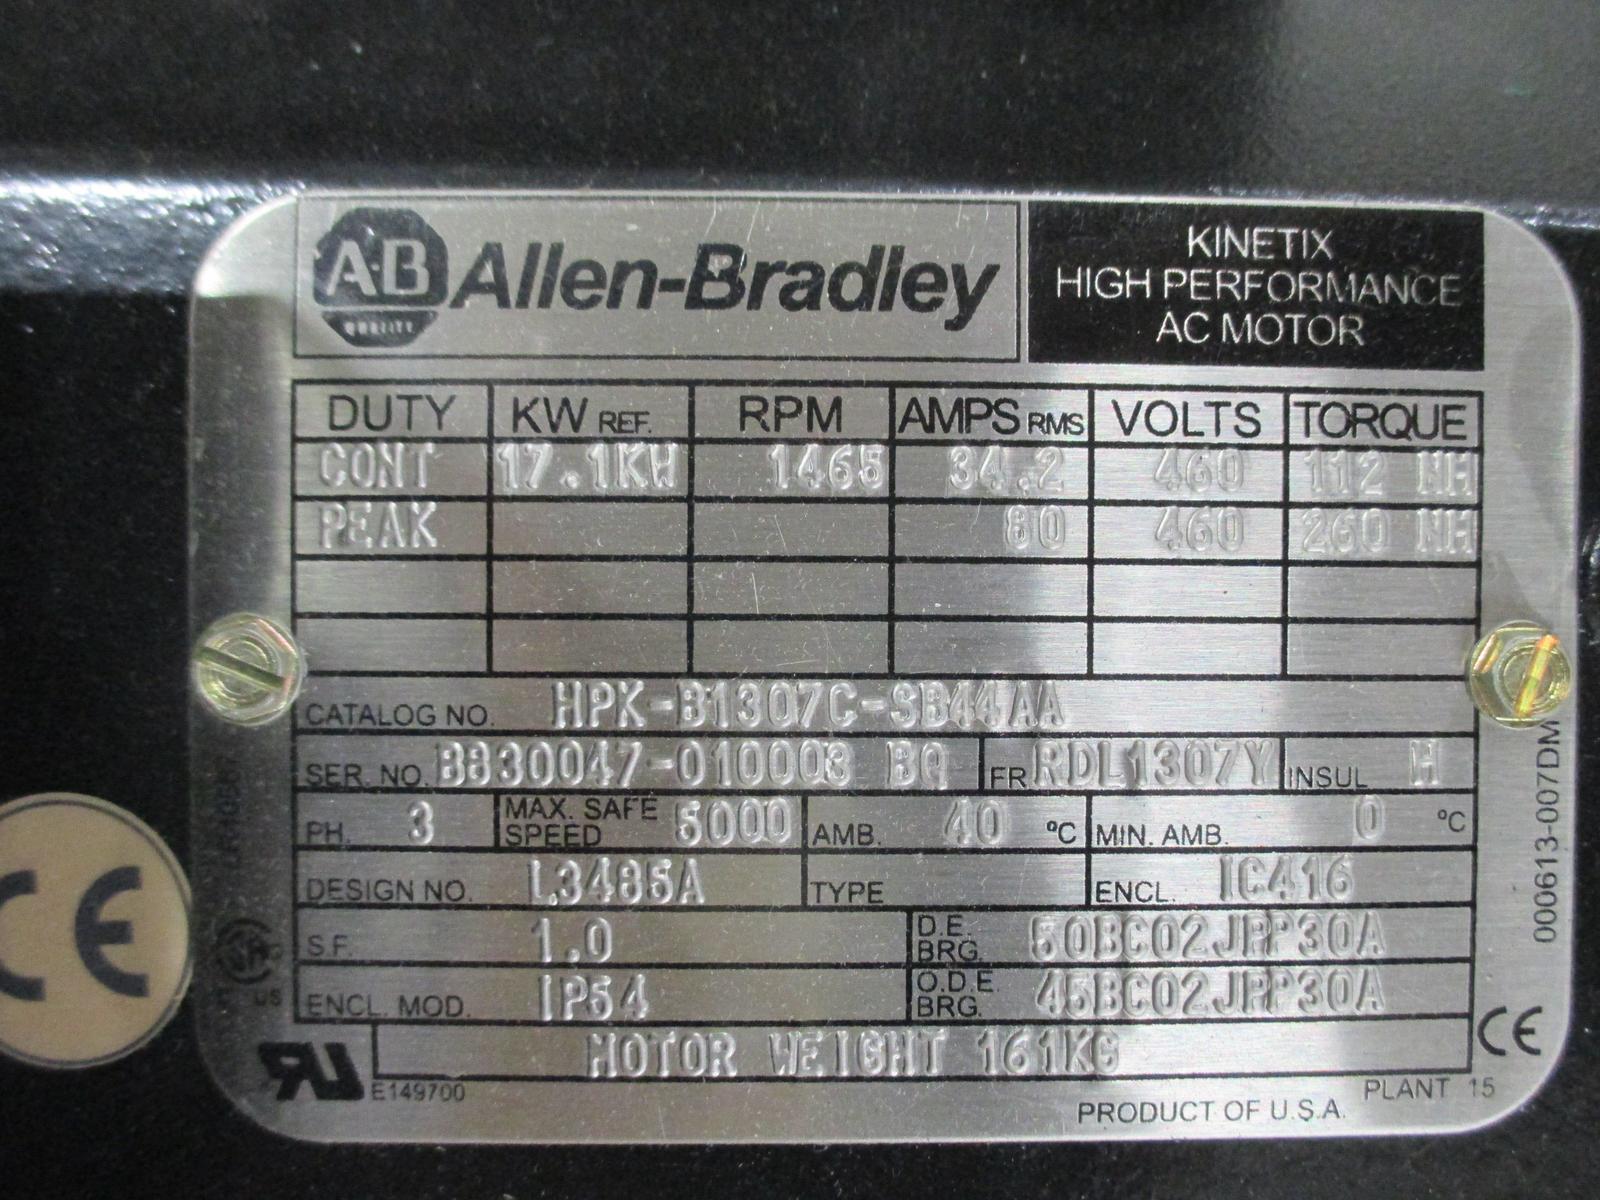 A-B
QUALITY
Allen-Bradley
KINETIX
HIGH PERFORMANCE
AC MOTOR
DUTY KW REF. RPM AMPS RMS VOLTS TORQUE
CONT 17.1KW 1465 34.2 460 112 NM
PEAK 80 460 260 NM
CATALOG NO. HPK-B1307C-SB44AA
SER. NO. FR RDL1307Y INSUL H
PH. 3 MAX. SAFE SPEED 5000 AMB. 40 °C MIN. AMB. 0 °C
DESIGN NO. L3485A TYPE ENCL. IC416
S.F. 1.0 D.E. BRG. 50BC02JPP30A
ENCL. MOD. IP54 O.D.E. BRG. 45BC02JPP30A
MOTOR WEIGHT 161KG
E149700
PLANT 15
PRODUCT OF U.S.A.
000613-007DM
CE
CE
US